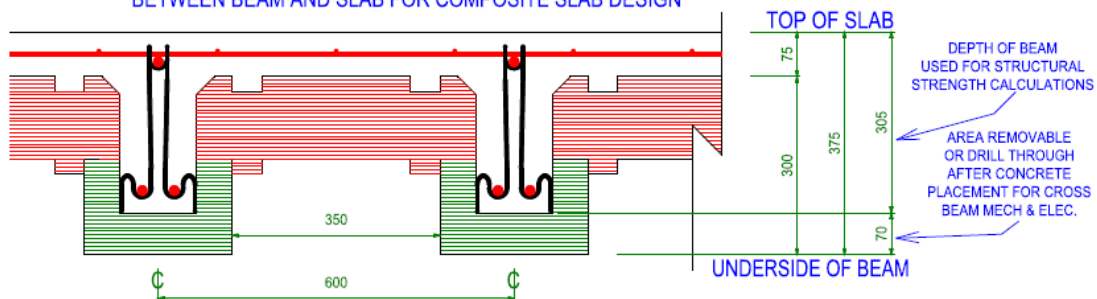 BETWEEN BEAM AND SLAB FOR COMPOSITE SLAB DESIGN
TOP OF SLAB
75
300
375
305
70
DEPTH OF BEAM
USED FOR STRUCTURAL
STRENGTH CALCULATIONS
AREA REMOVABLE
OR DRILL THROUGH
AFTER CONCRETE
PLACEMENT FOR CROSS
BEAM MECH & ELEC.
350
UNDERSIDE OF BEAM
℄ ℄
600